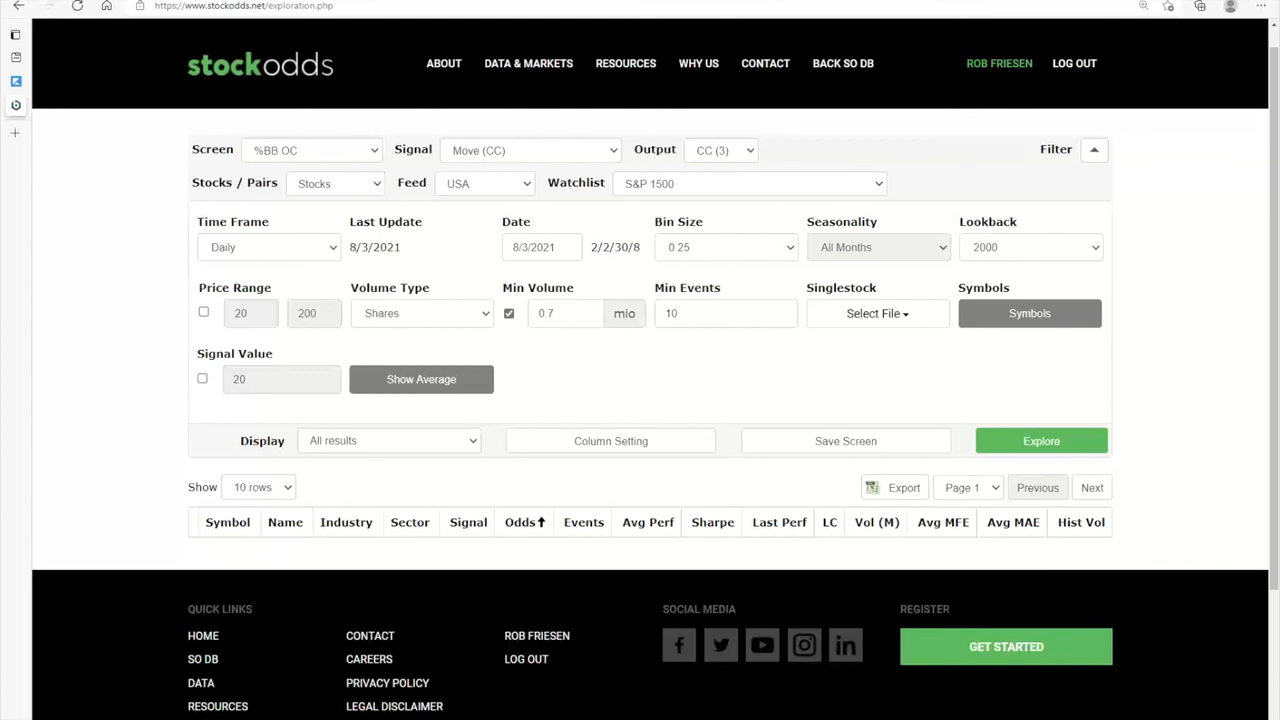 https://www.stockodds.net/exploration.php
stockodds ABOUT DATA & MARKETS RESOURCES WHY US CONTACT BACK SO DB ROB FRIESEN LOG OUT
Screen %BB OC Signal Move (CC) Output CC (3) Filter
Stocks / Pairs Stocks Feed USA Watchlist S&P 1500
Time Frame Last Update Date Bin Size Seasonality Lookback
Daily 8/3/2021 8/3/2021 2/2/30/8 0.25 All Months 2000
Price Range Volume Type Min Volume Min Events Singlestock Symbols
20 200 Shares 0.7 mio 10 Select File Symbols
Signal Value
20 Show Average
Display All results Column Setting Save Screen Explore
Show 10 rows Export Page 1 Previous Next
Symbol Name Industry Sector Signal Odds Events Avg Perf Sharpe Last Perf LC Vol (M) Avg MFE Avg MAE Hist Vol
QUICK LINKS SOCIAL MEDIA REGISTER
HOME CONTACT ROB FRIESEN GET STARTED
SO DB CAREERS LOG OUT
DATA PRIVACY POLICY
RESOURCES LEGAL DISCLAIMER